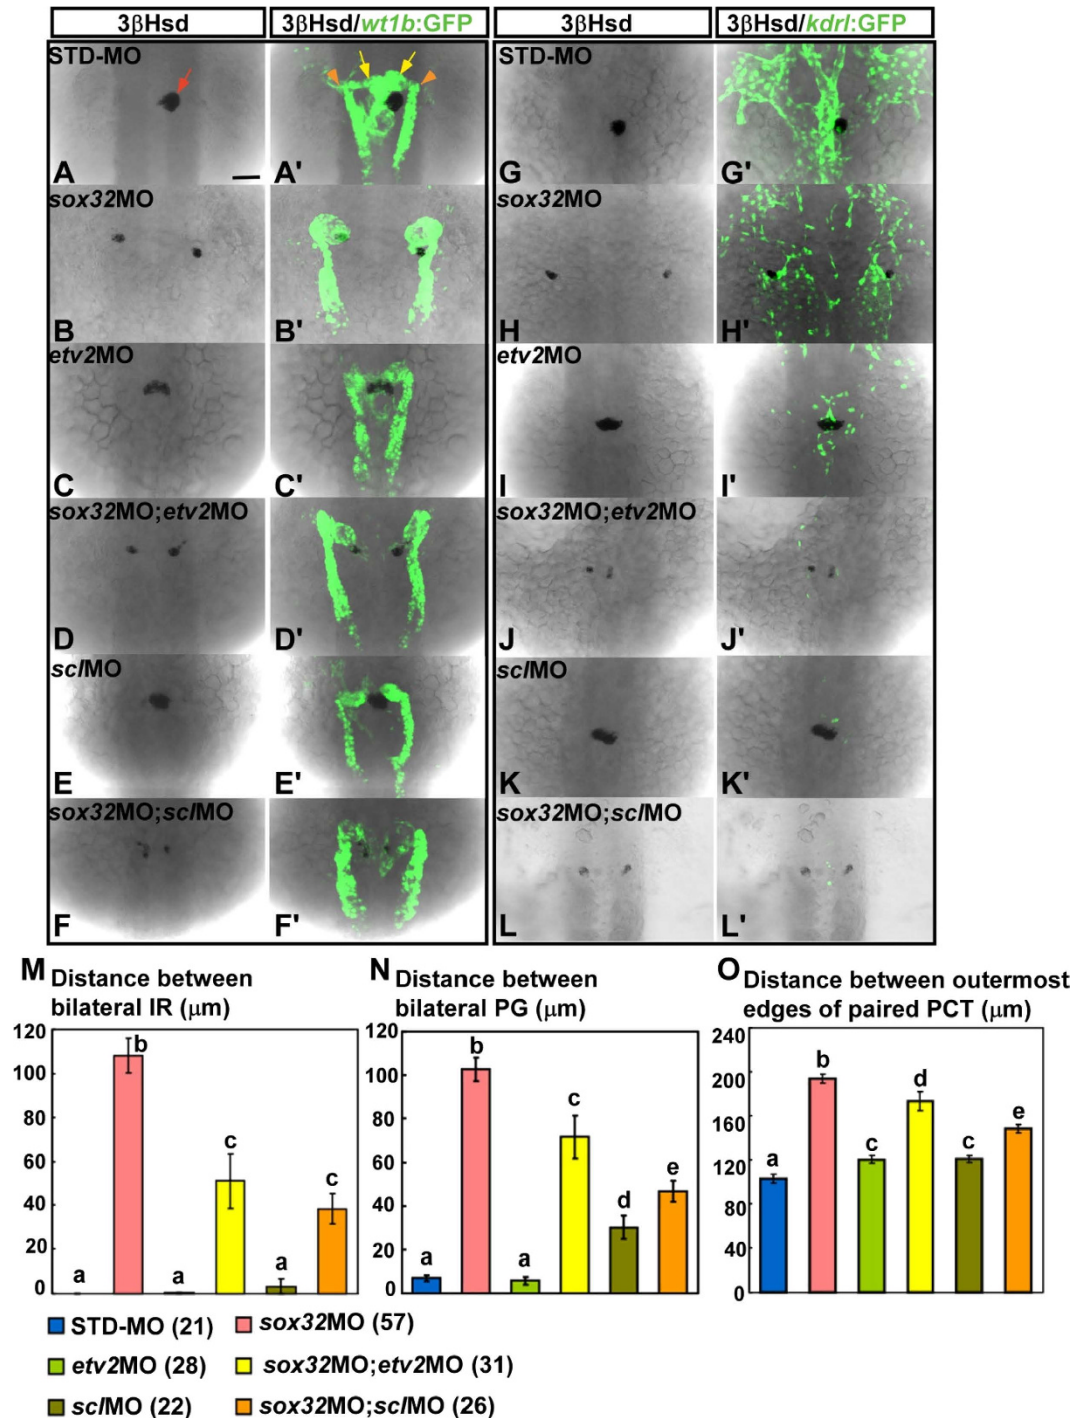 3βHsd
3βHsd/wt1b:GFP
3βHsd
3βHsd/kdrl:GFP
STD-MO
A
A'
G
G'
sox32MO
sox32MO
B
B'
H
H'
etv2MO
etv2MO
C
C'
I
I'
sox32MO;etv2MO
sox32MO;etv2MO
D
D'
J
J'
sclMO
sclMO
E
E'
K
K'
sox32MO;sclMO
sox32MO;sclMO
F
F'
L
L'
STD-MO
M Distance between
bilateral IR (μm)
120
100
80
60
40
20
0
a
b
a
c
a
c
N Distance between
bilateral PG (μm)
120
100
80
60
40
20
0
a
b
a
c
d
e
O Distance between outermost
edges of paired PCT (μm)
240
200
160
120
80
40
0
a
b
c
d
c
e
STD-MO (21)
sox32MO (57)
etv2MO (28)
sox32MO;etv2MO (31)
sclMO (22)
sox32MO;sclMO (26)